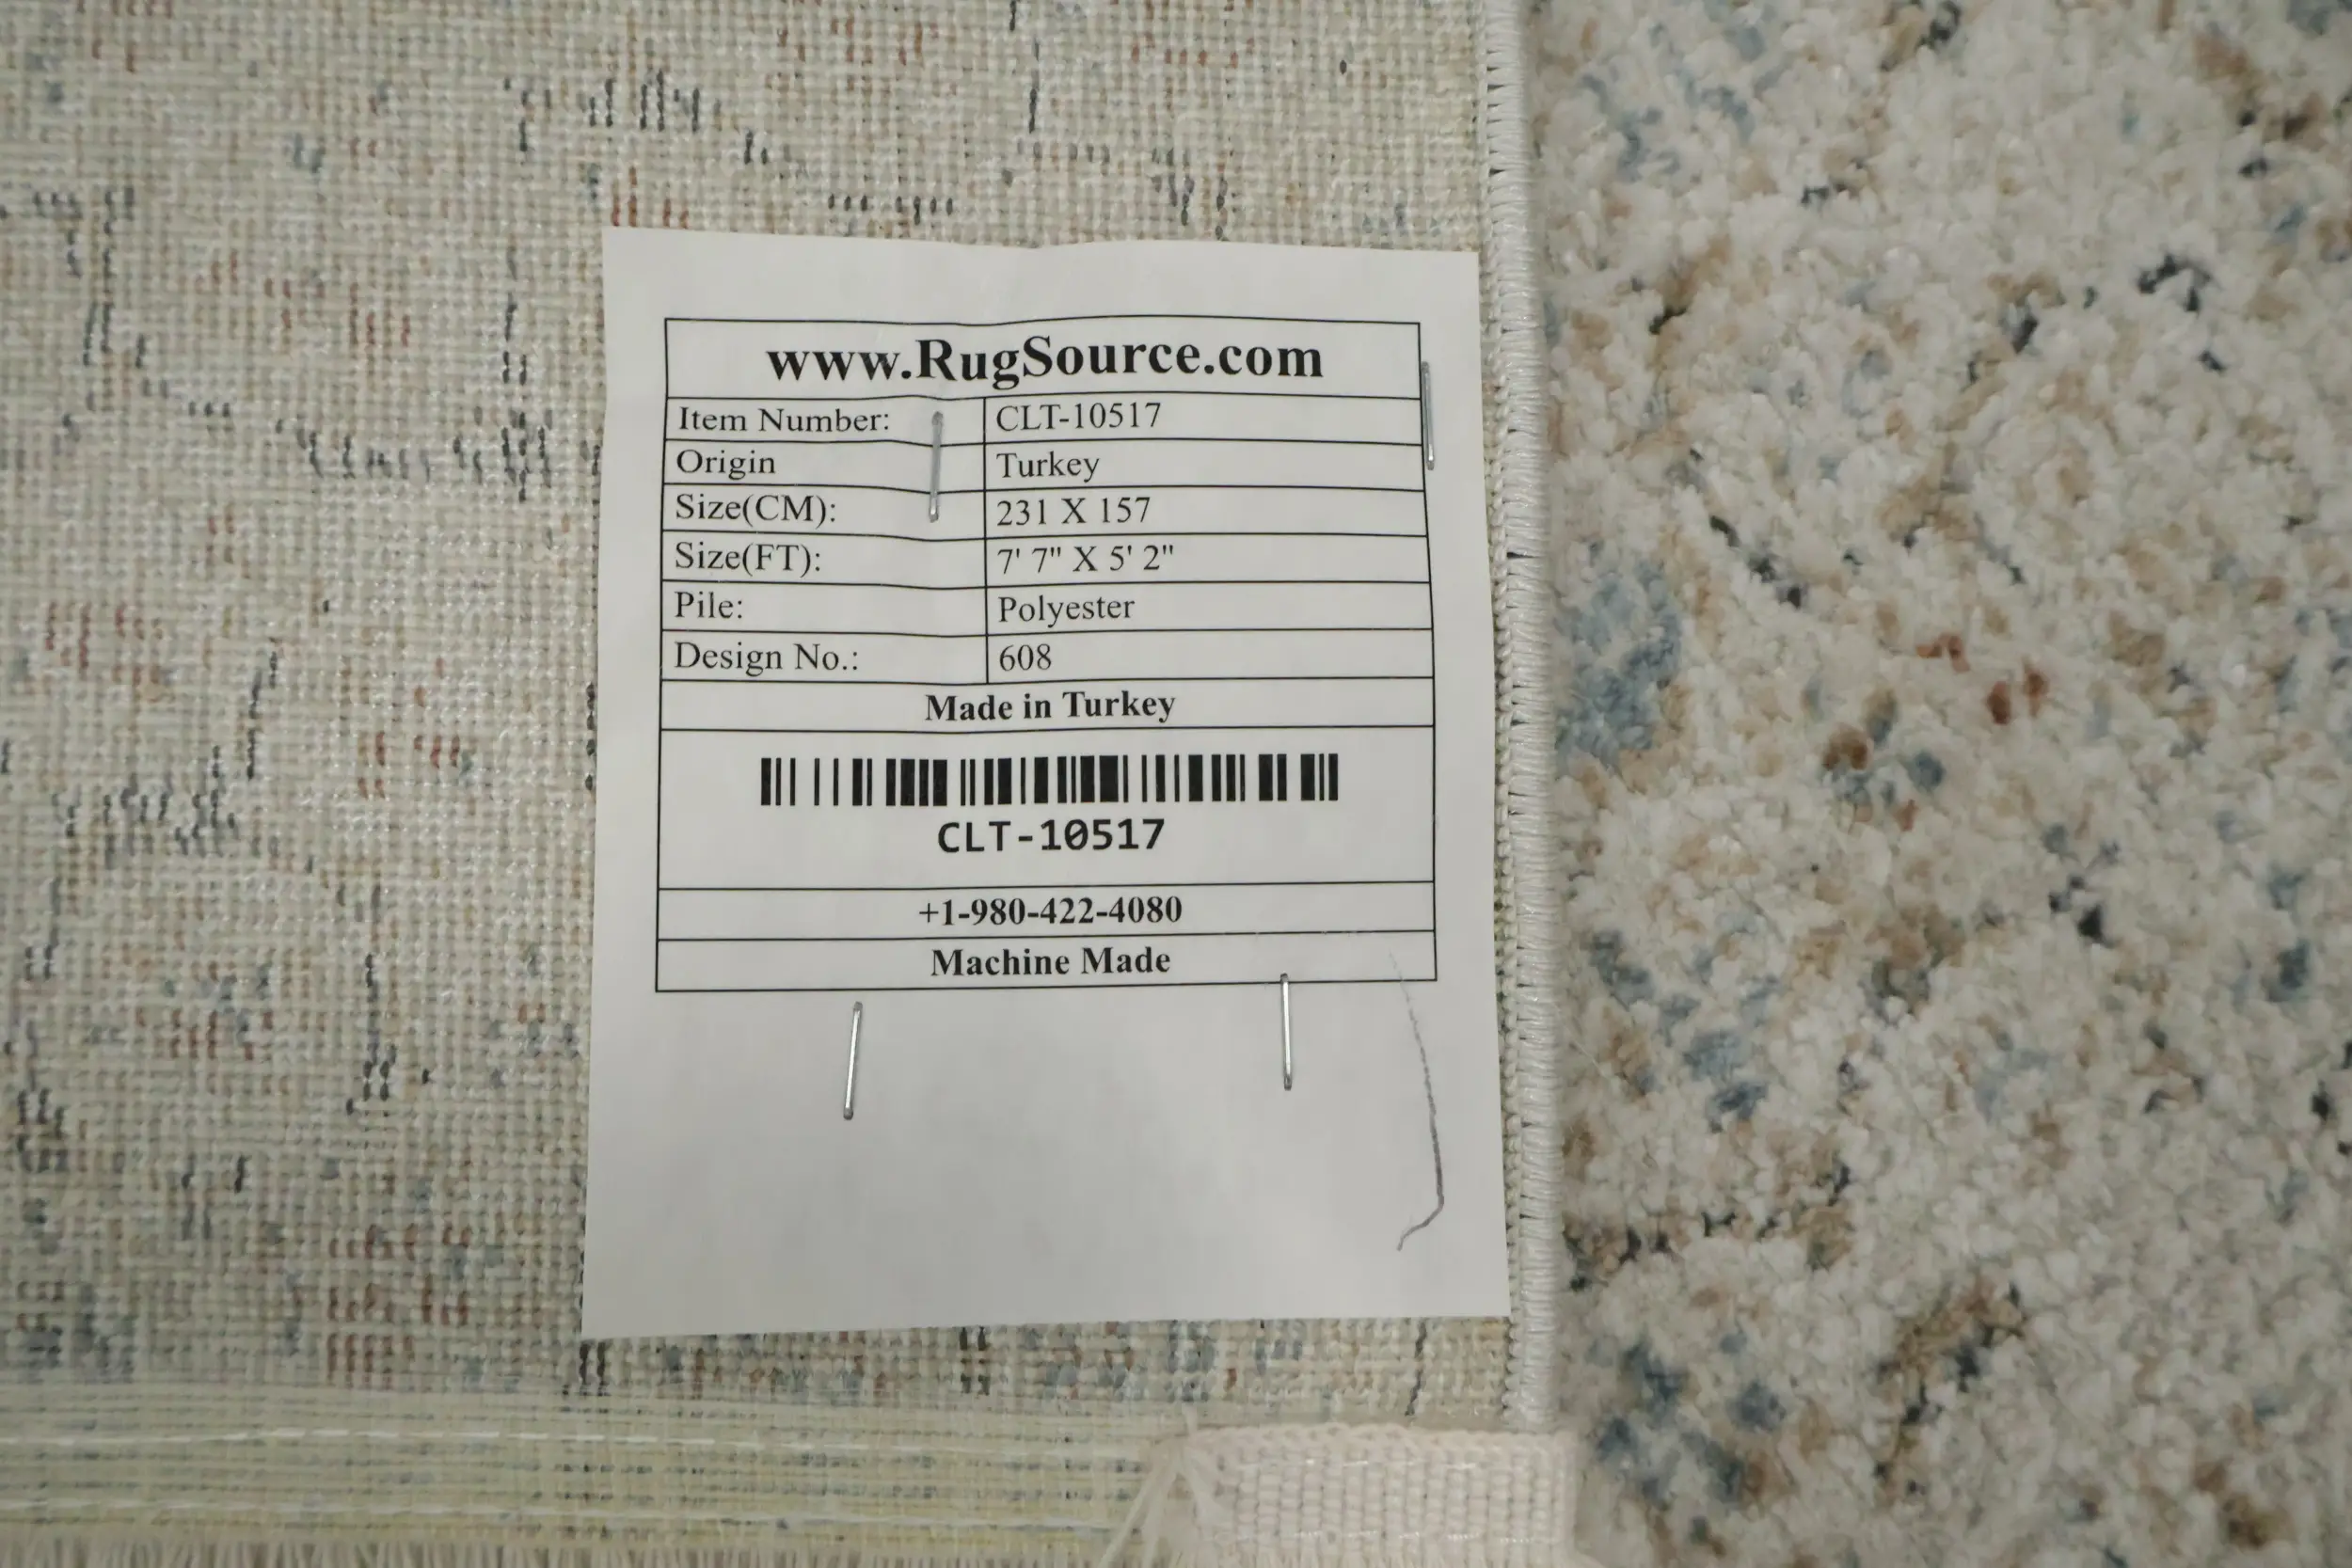 www.RugSource.com
Item Number: CLT-10517
Origin Turkey
Size(CM): 231 X 157
Size(FT): 7' 7" X 5' 2"
Pile: Polyester
Design No.: 608
Made in Turkey
CLT-10517
+1-980-422-4080
Machine Made